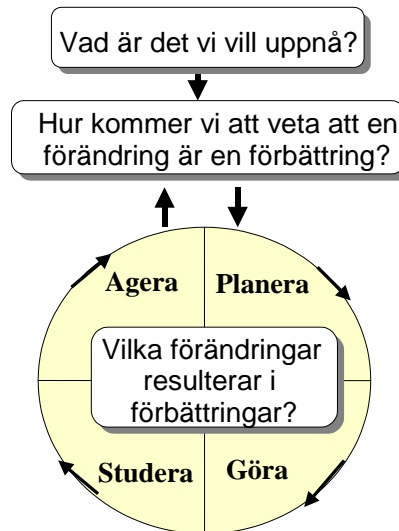 Vad är det vi vill uppnå?
Hur kommer vi att veta att en
förändring är en förbättring?
Agera
Planera
Vilka förändringar
resulterar i
förbättringar?
Studera
Göra